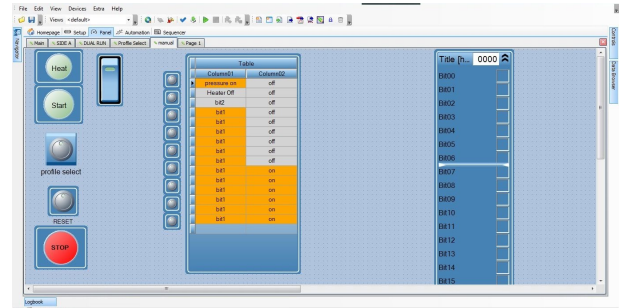 File Edit View Devices Extra Help
Views <default>
Homepage Setup Panel Automation Sequencer
Main SIDE A DUAL RUN Profile Select manual Page 1
Navigator
Controls
Data Browser
Heat
Start
profile select
RESET
STOP
Table
Column01 Column02
pressure on off
Heater Off off
bit2 off
bit1 off
bit1 off
bit1 off
bit1 off
bit1 off
bit1 on
bit1 on
bit1 on
bit1 on
bit1 on
Title [h... 0000
Bit00
Bit01
Bit02
Bit03
Bit04
Bit05
Bit06
Bit07
Bit08
Bit09
Bit10
Bit11
Bit12
Bit13
Bit14
Bit15
Logbook